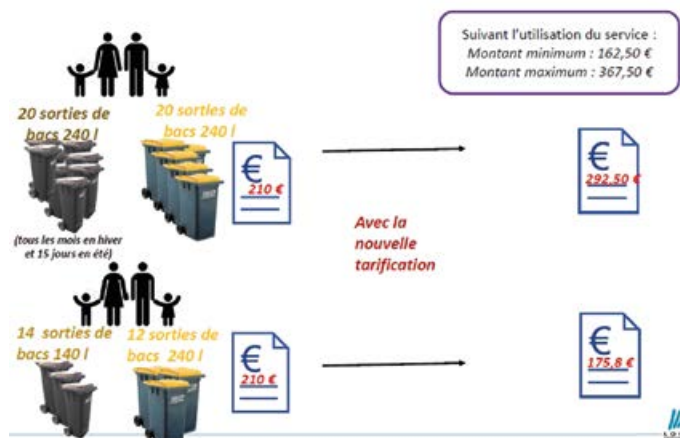 Suivant l'utilisation du service :
Montant minimum : 162,50 €
Montant maximum : 367,50 €
20 sorties de
bacs 240 l
20 sorties de
bacs 240 l
€
210 €
€
292,50 €
(tous les mois en hiver
et 15 jours en été)
Avec la
nouvelle
tarification
14 sorties de
bacs 140 l
12 sorties de
bacs 240 l
€
210 €
€
175,8 €